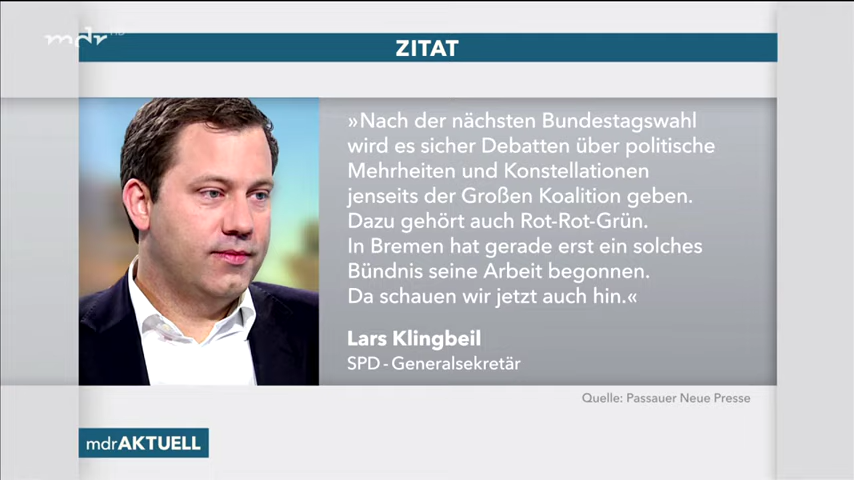 mdr HD
ZITAT
»Nach der nächsten Bundestagswahl
wird es sicher Debatten über politische
Mehrheiten und Konstellationen
jenseits der Großen Koalition geben.
Dazu gehört auch Rot-Rot-Grün.
In Bremen hat gerade erst ein solches
Bündnis seine Arbeit begonnen.
Da schauen wir jetzt auch hin.«
Lars Klingbeil
SPD-Generalsekretär
Quelle: Passauer Neue Presse
mdrAKTUELL